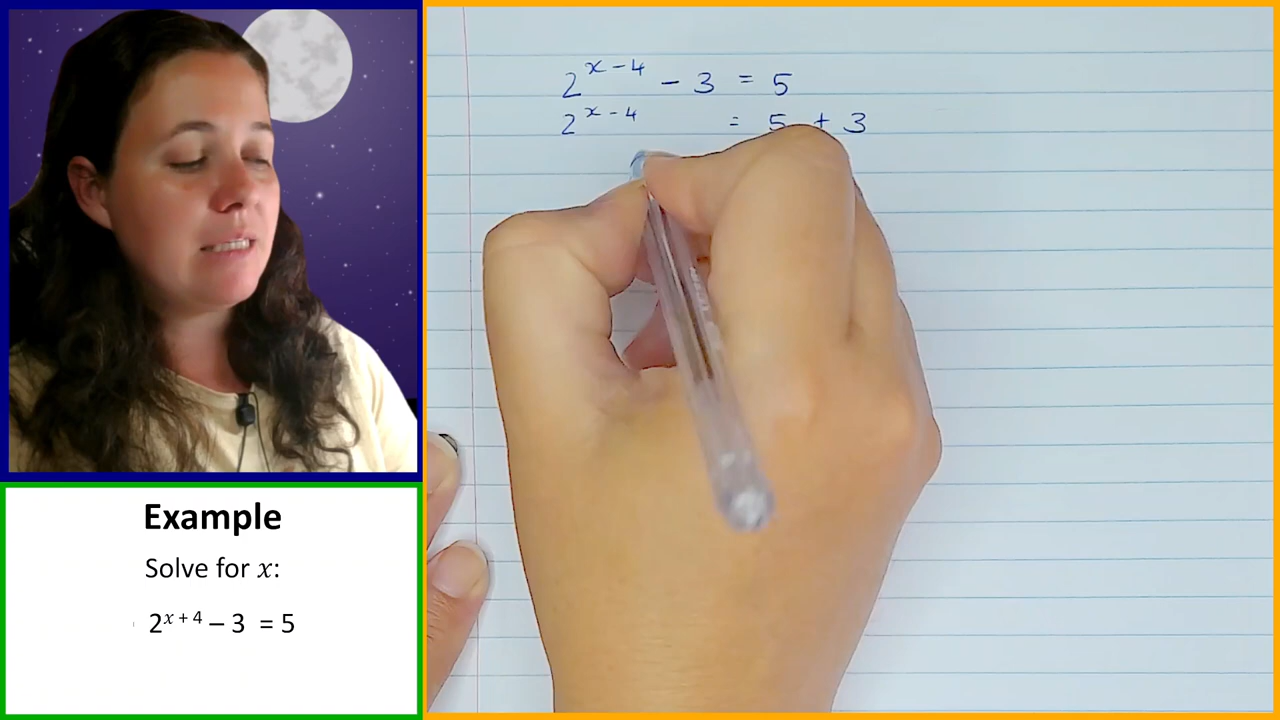 2^{x-4} - 3 = 5
2^{x-4} = 5 + 3
Example
Solve for x:
2^{x + 4} – 3 = 5